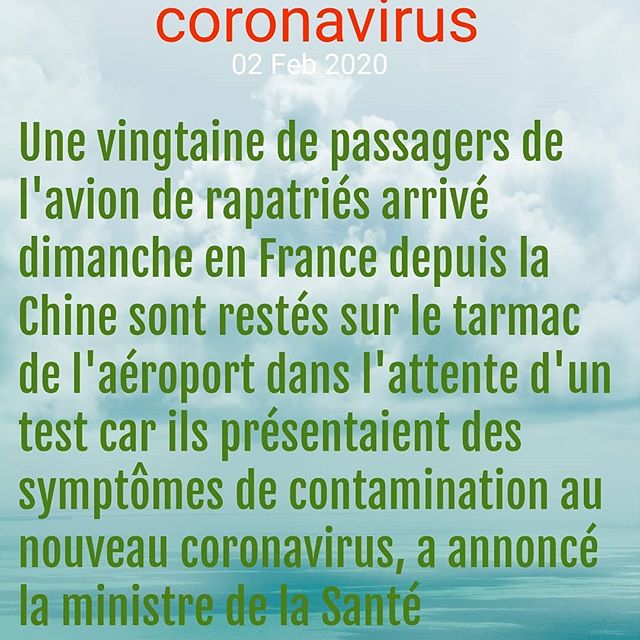 coronavirus
02 Feb 2020
Une vingtaine de passagers de
l'avion de rapatriés arrivé
dimanche en France depuis la
Chine sont restés sur le tarmac
de l'aéroport dans l'attente d'un
test car ils présentaient des
symptômes de contamination au
nouveau coronavirus, a annoncé
la ministre de la Santé